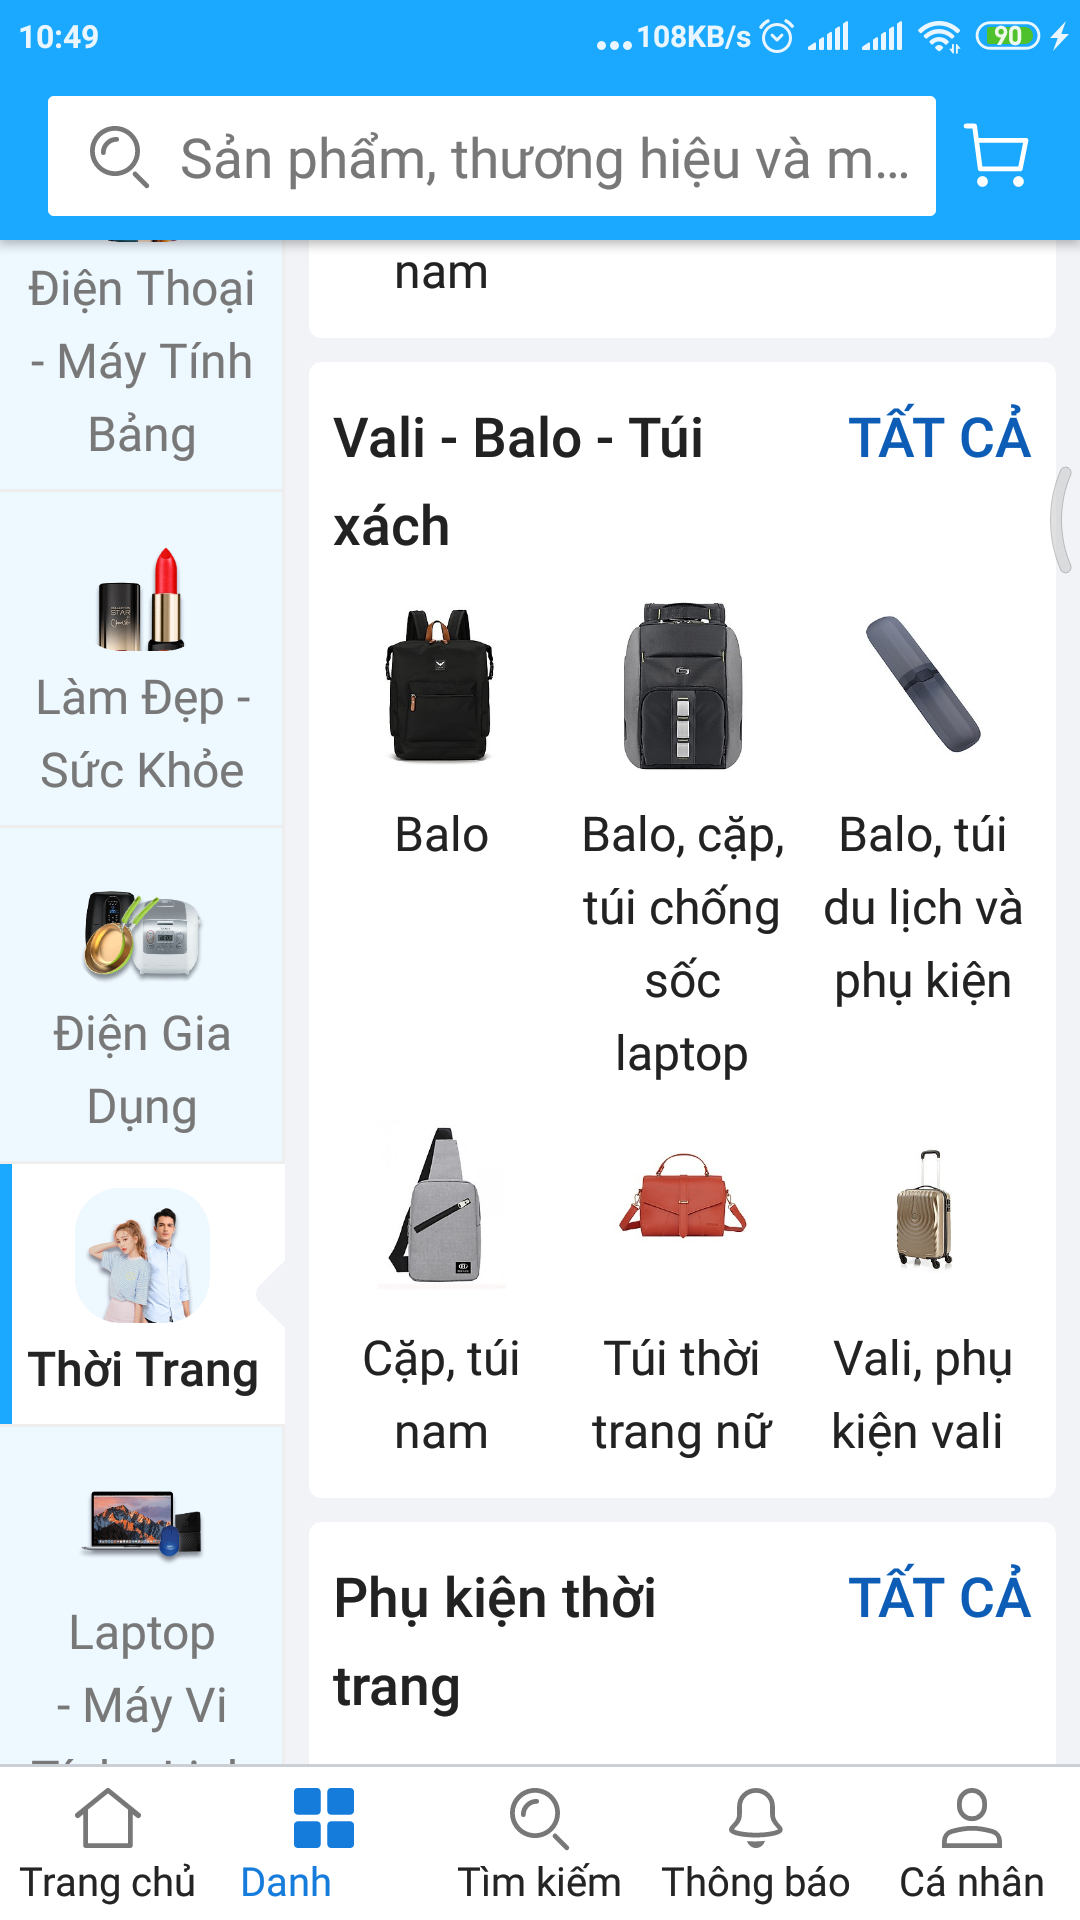 10:49
...108KB/s
90
Sản phẩm, thương hiệu và m...
Điện Thoại
- Máy Tính
Bảng
Làm Đẹp -
Sức Khỏe
Điện Gia
Dụng
Thời Trang
Laptop
- Máy Vi
nam
Vali - Balo - Túi
xách
TẤT CẢ
Balo
Balo, cặp,
túi chống
sốc
laptop
Balo, túi
du lịch và
phụ kiện
Cặp, túi
nam
Túi thời
trang nữ
Vali, phụ
kiện vali
Phụ kiện thời
trang
TẤT CẢ
Trang chủ
Danh
Tìm kiếm
Thông báo
Cá nhân